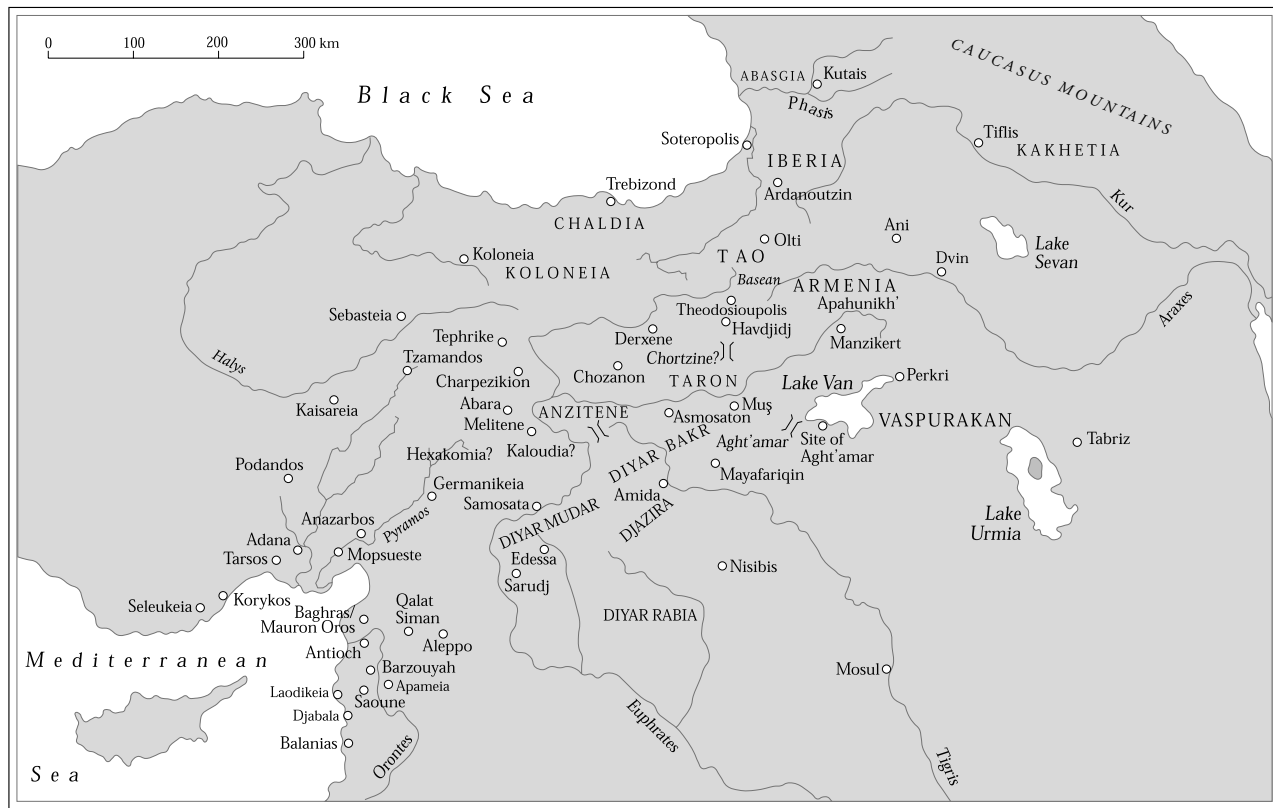 0 100 200 300 km
CAUCASUS MOUNTAINS
ABASGIA
Kutais
Black Sea
Phasis
Soteropolis
Tiflis
KAKHETIA
IBERIA
Trebizond
Ardanoutzin
Kur
CHALDIA
Ani
Olti
Lake
Sevan
Koloneia
KOLONEIA
TAO
Dvin
Basean
ARMENIA
Apahunikh'
Theodosioupolis
Araxes
Sebasteia
Havdjidj
Tephrike
Derxene
Manzikert
Halys
Tzamandos
Chortzine?
Charpezikion
Chozanon
TARON
Lake Van
Perkri
Kaisareia
Abara
Melitene
ANZITENE
Muş
Asmosaton
VASPURAKAN
Aght'amar
Site of
Aght'amar
Tabriz
Kaloudia?
Hexakomia?
DIYAR BAKR
Podandos
Mayafariqin
Germanikeia
Amida
Samosata
DIYAR MUDAR
DJAZIRA
Lake
Urmia
Anazarbos
Pyramos
Adana
Mopsueste
Tarsos
Edessa
Nisibis
Sarudj
Seleukeia
Korykos
Qalat
Siman
Baghras/
Mauron Oros
DIYAR RABIA
Aleppo
Antioch
Mediterranean
Barzouyah
Mosul
Apameia
Laodikeia
Saoune
Djabala
Euphrates
Balanias
Orontes
Tigris
Sea